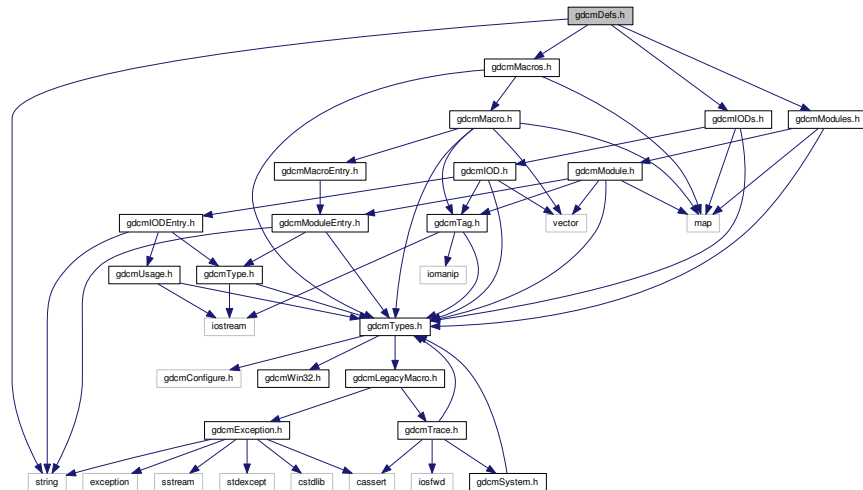 gdcmDefs.h
gdcmMacros.h
gdcmMacro.h
gdcmIODs.h
gdcmModules.h
gdcmMacroEntry.h
gdcmIOD.h
gdcmModule.h
gdcmIODEntry.h
gdcmModuleEntry.h
gdcmTag.h
vector
map
gdcmUsage.h
gdcmType.h
iomanip
iostream
gdcmTypes.h
gdcmConfigure.h
gdcmWin32.h
gdcmLegacyMacro.h
gdcmException.h
gdcmTrace.h
string
exception
sstream
stdexcept
cstdlib
cassert
iosfwd
gdcmSystem.h